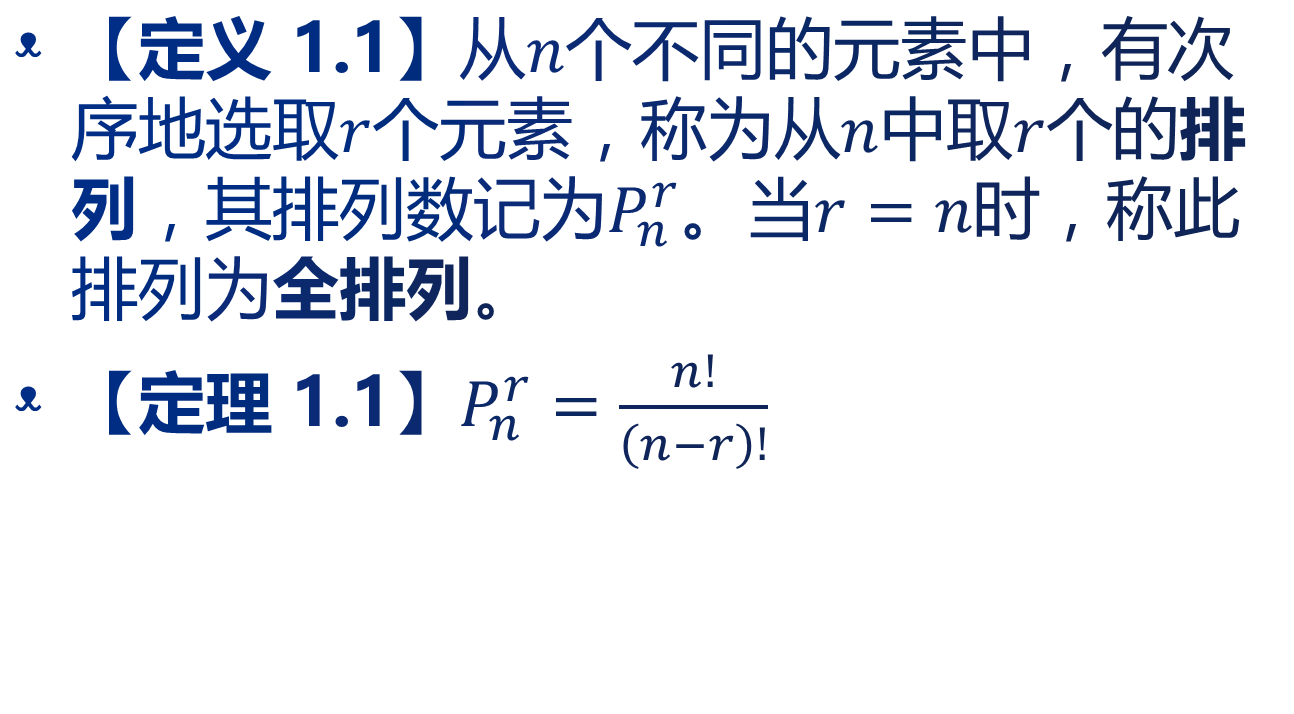 【定义 1.1】从n个不同的元素中，有次
序地选取r个元素，称为从n中取r个的排
列，其排列数记为$P_n^r$。当r = n时，称此
排列为全排列。
【定理 1.1】$P_n^r = \frac{n!}{(n-r)!}$